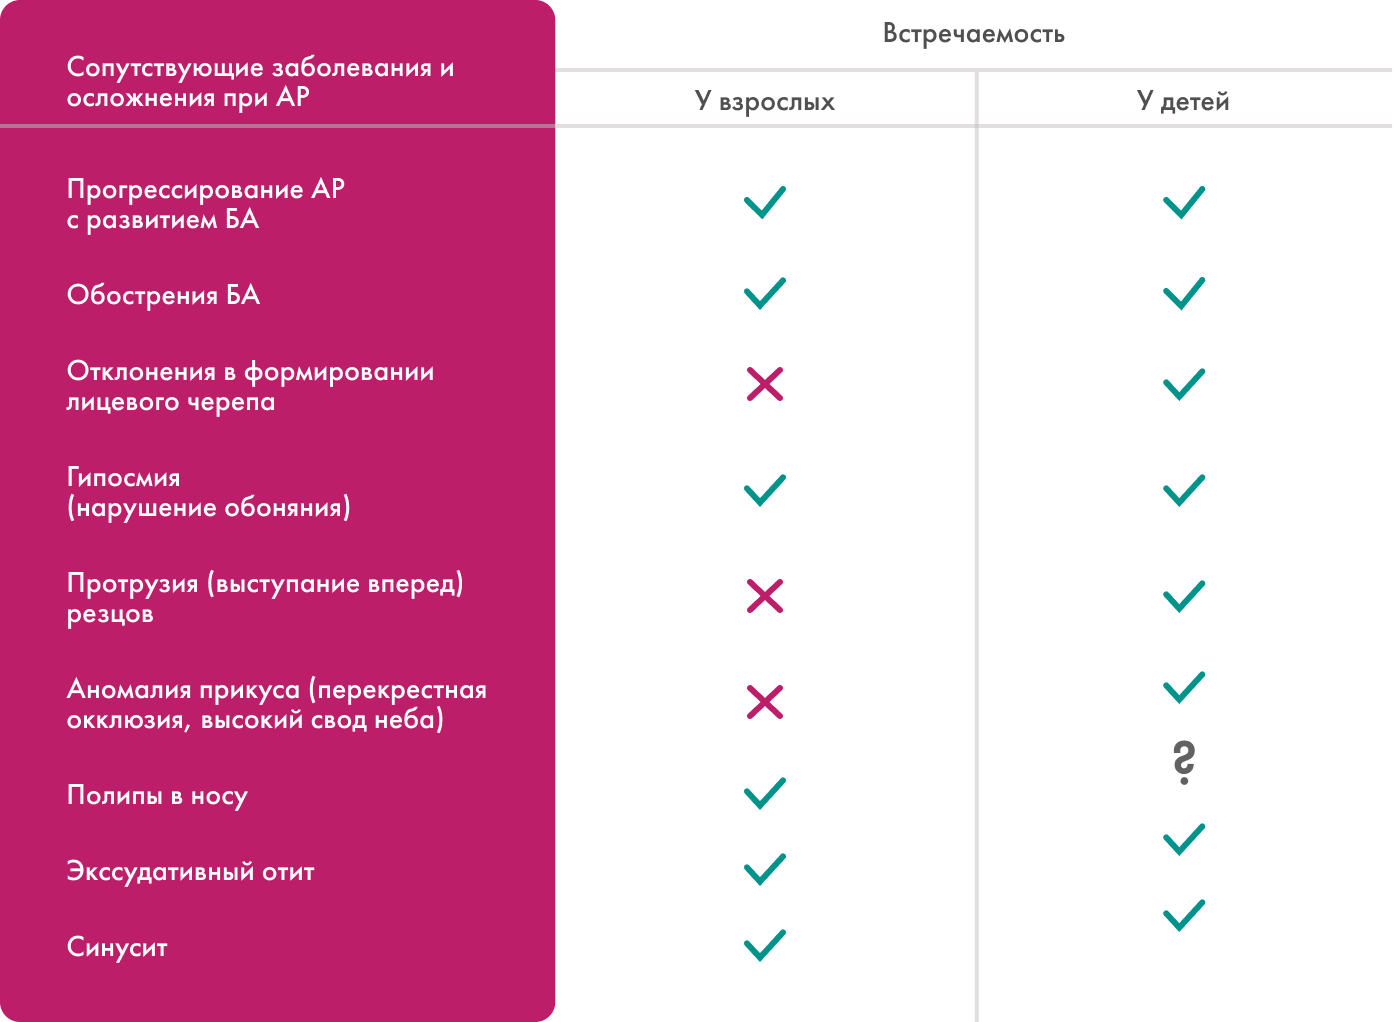 Сопутствующие заболевания и
осложнения при АР
Встречаемость
У взрослых
У детей
Прогрессирование АР
с развитием БА
Обострения БА
Отклонения в формировании
лицевого черепа
Гипосмия
(нарушение обоняния)
Протрузия (выступание вперед)
резцов
Аномалия прикуса (перекрестная
окклюзия, высокий свод неба)
?
Полипы в носу
Экссудативный отит
Синусит